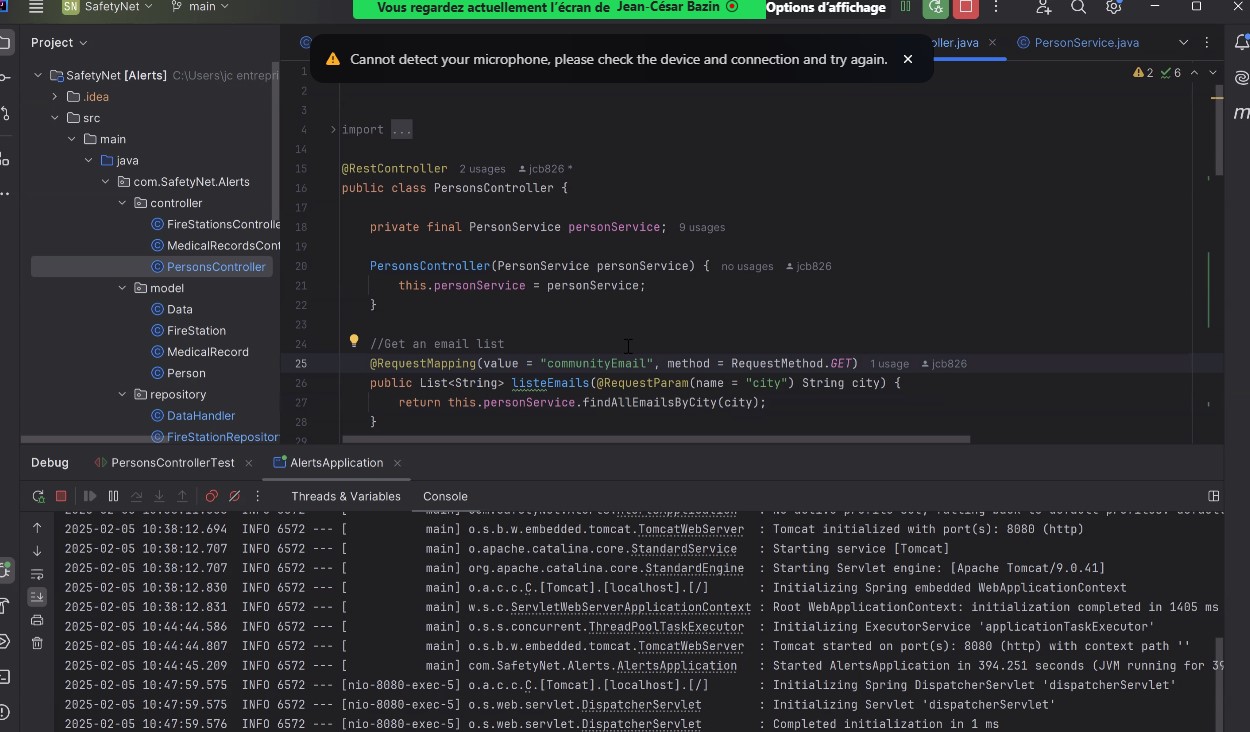 SN SafetyNet main
Vous regardez actuellement l'écran de Jean-César Bazin Options d'affichage
Project
oller.java PersonService.java
Cannot detect your microphone, please check the device and connection and try again.
2 6
SafetyNet [Alerts] C:\Users\jc entrepri
.idea
src
main
java
com.SafetyNet.Alerts
controller
FireStationsControlle
MedicalRecordsCont
PersonsController
model
Data
FireStation
MedicalRecord
Person
repository
DataHandler
FireStationRepositor
1
2
3
4 import ...
14
15 @RestController 2 usages jcb826 *
16 public class PersonsController {
17
18 private final PersonService personService; 9 usages
19
20 PersonsController(PersonService personService) { no usages jcb826
21 this.personService = personService;
22 }
23
24 //Get an email list
25 @RequestMapping(value = "communityEmail", method = RequestMethod.GET) 1 usage jcb826
26 public List<String> listeEmails(@RequestParam(name = "city") String city) {
27 return this.personService.findAllEmailsByCity(city);
28 }
29
Debug PersonsControllerTest AlertsApplication
Threads & Variables Console
2025-02-05 10:38:12.694 INFO 6572 --- [ main] o.s.b.w.embedded.tomcat.TomcatWebServer : Tomcat initialized with port(s): 8080 (http)
2025-02-05 10:38:12.707 INFO 6572 --- [ main] o.apache.catalina.core.StandardService : Starting service [Tomcat]
2025-02-05 10:38:12.707 INFO 6572 --- [ main] org.apache.catalina.core.StandardEngine : Starting Servlet engine: [Apache Tomcat/9.0.41]
2025-02-05 10:38:12.830 INFO 6572 --- [ main] o.a.c.c.C.[Tomcat].[localhost].[/] : Initializing Spring embedded WebApplicationContext
2025-02-05 10:38:12.831 INFO 6572 --- [ main] w.s.c.ServletWebServerApplicationContext : Root WebApplicationContext: initialization completed in 1405 ms
2025-02-05 10:44:44.586 INFO 6572 --- [ main] o.s.s.concurrent.ThreadPoolTaskExecutor : Initializing ExecutorService 'applicationTaskExecutor'
2025-02-05 10:44:44.807 INFO 6572 --- [ main] o.s.b.w.embedded.tomcat.TomcatWebServer : Tomcat started on port(s): 8080 (http) with context path ''
2025-02-05 10:44:45.209 INFO 6572 --- [ main] com.SafetyNet.Alerts.AlertsApplication : Started AlertsApplication in 394.251 seconds (JVM running for 39
2025-02-05 10:47:59.575 INFO 6572 --- [nio-8080-exec-5] o.a.c.c.C.[Tomcat].[localhost].[/] : Initializing Spring DispatcherServlet 'dispatcherServlet'
2025-02-05 10:47:59.575 INFO 6572 --- [nio-8080-exec-5] o.s.web.servlet.DispatcherServlet : Initializing Servlet 'dispatcherServlet'
2025-02-05 10:47:59.576 INFO 6572 --- [nio-8080-exec-5] o.s.web.servlet.DispatcherServlet : Completed initialization in 1 ms